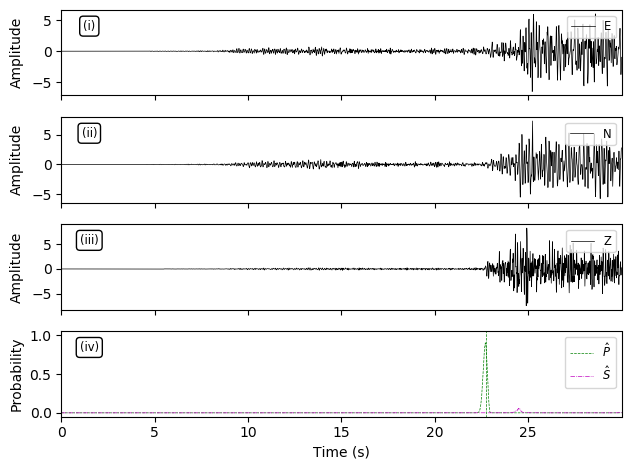 Amplitude
5
0
−5
(i)
E
Amplitude
5
0
−5
(ii)
N
Amplitude
5
0
−5
(iii)
Z
Probability
1.0
0.5
0.0
(iv)
P̂
Ŝ
0 5 10 15 20 25
Time (s)